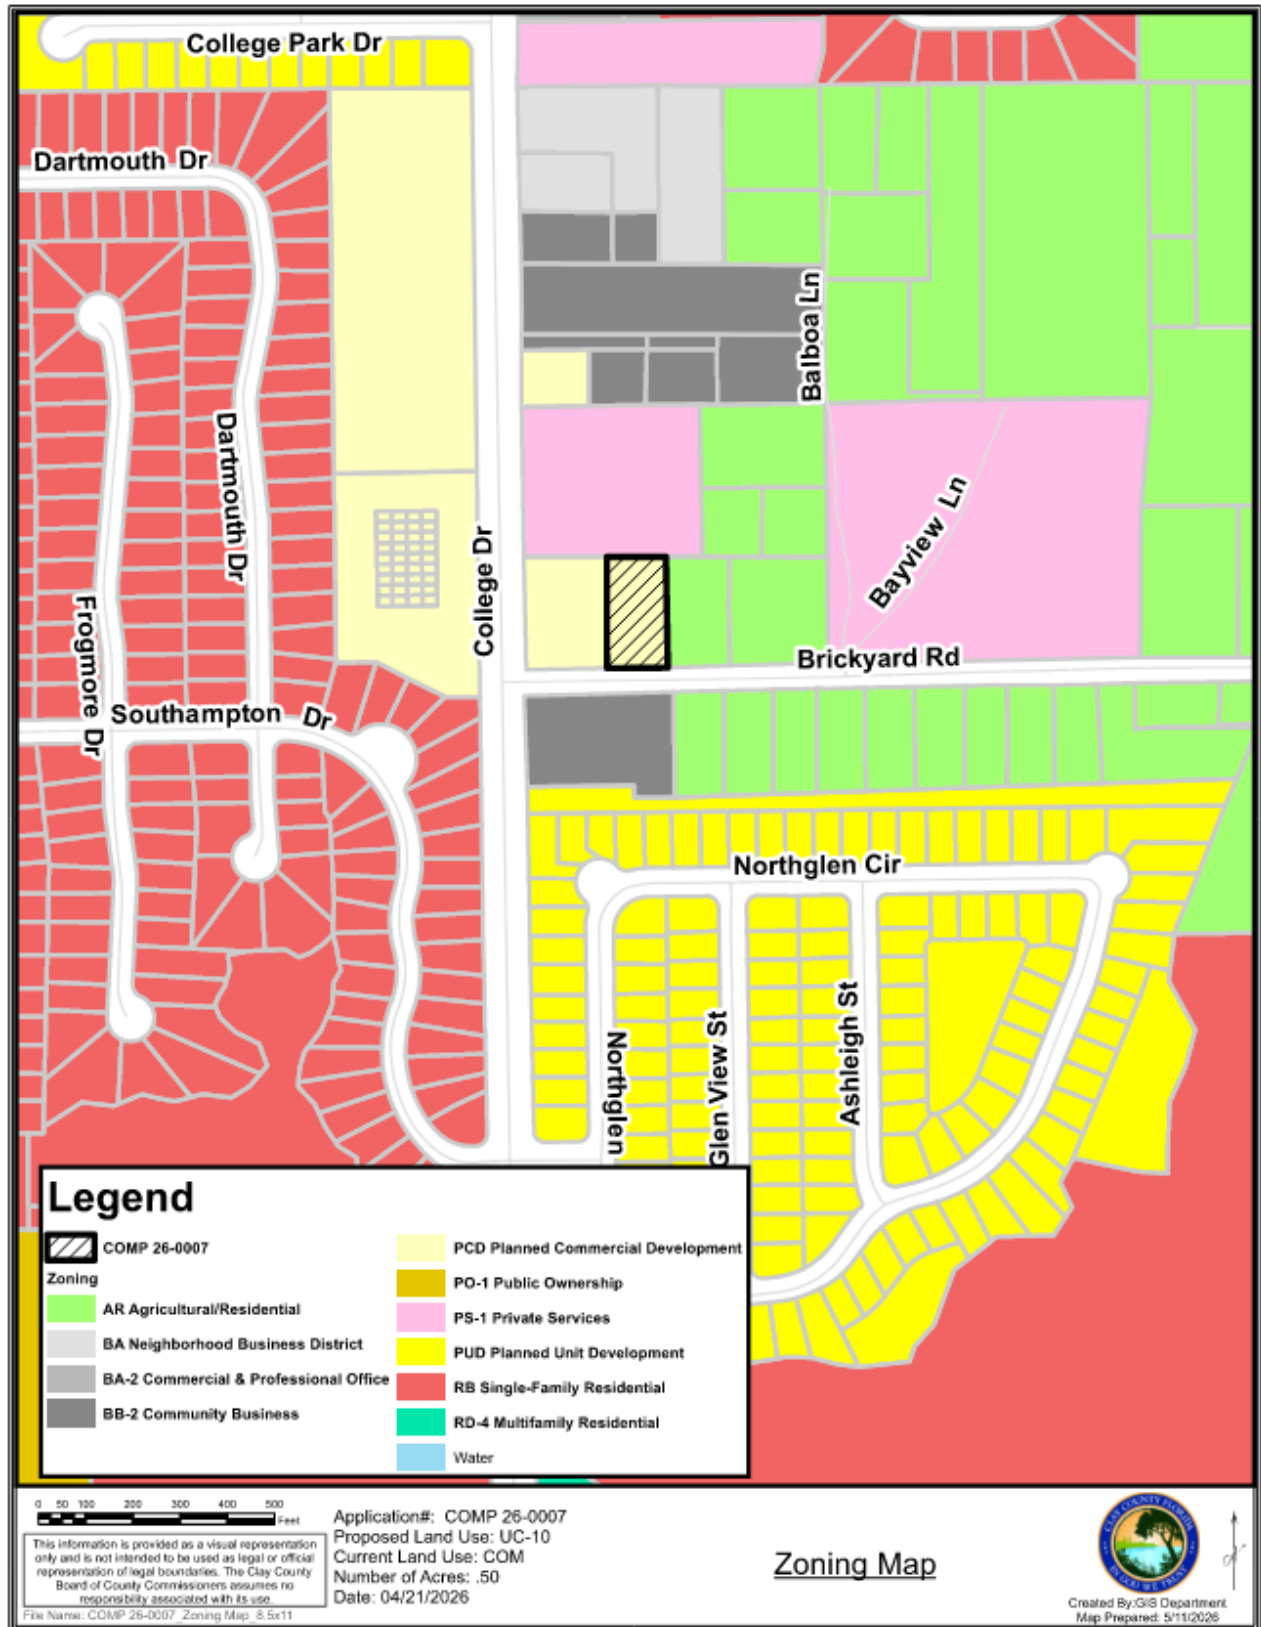 College Park Dr
Dartmouth Dr
Balboa Ln
Dartmouth Dr
College Dr
Bayview Ln
Frogmore Dr
Brickyard Rd
Southampton Dr
Northglen Cir
Ashleigh St
Glen View St
Northglen
Legend
COMP 26-0007
Zoning
AR Agricultural/Residential
BA Neighborhood Business District
BA-2 Commercial & Professional Office
BB-2 Community Business
PCD Planned Commercial Development
PO-1 Public Ownership
PS-1 Private Services
PUD Planned Unit Development
RB Single-Family Residential
RD-4 Multifamily Residential
Water
0 50 100 200 300 400 500
Feet
This information is provided as a visual representation
only and is not intended to be used as legal or official
representation of legal boundaries. The Clay County
Board of County Commissioners assumes no
responsibility associated with its use.
File Name: COMP 26-0007_Zoning Map_8.5x11
Application#: COMP 26-0007
Proposed Land Use: UC-10
Current Land Use: COM
Number of Acres: .50
Date: 04/21/2026
Zoning Map
CLAY COUNTY FLORIDA
IN GOD WE TRUST
Created By:GIS Department
Map Prepared: 5/11/2026